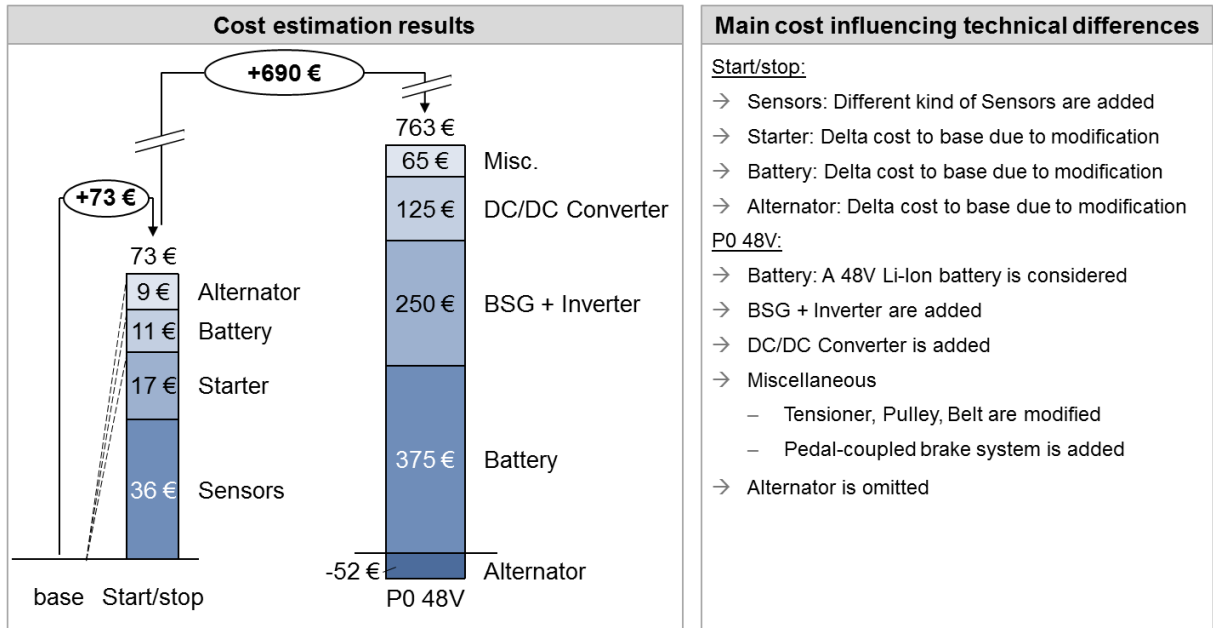 Cost estimation results
+690 €
763 €
65 € Misc.
125 € DC/DC Converter
+73 €
73 €
9 € Alternator
250 € BSG + Inverter
11 € Battery
17 € Starter
375 € Battery
36 € Sensors
-52 € Alternator
base Start/stop P0 48V
Main cost influencing technical differences
Start/stop:
→ Sensors: Different kind of Sensors are added
→ Starter: Delta cost to base due to modification
→ Battery: Delta cost to base due to modification
→ Alternator: Delta cost to base due to modification
P0 48V:
→ Battery: A 48V Li-Ion battery is considered
→ BSG + Inverter are added
→ DC/DC Converter is added
→ Miscellaneous
– Tensioner, Pulley, Belt are modified
– Pedal-coupled brake system is added
→ Alternator is omitted